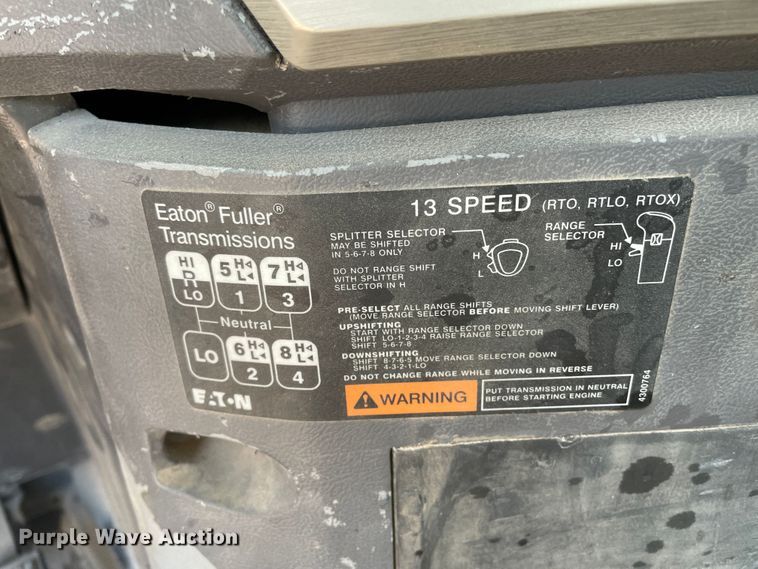 Eaton® Fuller®
Transmissions
13 SPEED (RTO, RTLO, RTOX)
SPLITTER SELECTOR
MAY BE SHIFTED
IN 5-6-7-8 ONLY
DO NOT RANGE SHIFT
WITH SPLITTER
SELECTOR IN H
H
L
RANGE
SELECTOR
HI
LO
HI
R
LO
5 H
L
1
7 H
L
3
Neutral
LO
6 H
L
2
8 H
L
4
PRE-SELECT ALL RANGE SHIFTS
(MOVE RANGE SELECTOR BEFORE MOVING SHIFT LEVER)
UPSHIFTING
START WITH RANGE SELECTOR DOWN
SHIFT LO-1-2-3-4 RAISE RANGE SELECTOR
SHIFT 5-6-7-8
DOWNSHIFTING
SHIFT 8-7-6-5 MOVE RANGE SELECTOR DOWN
SHIFT 4-3-2-1-LO
DO NOT CHANGE RANGE WHILE MOVING IN REVERSE
EATON
WARNING
PUT TRANSMISSION IN NEUTRAL
BEFORE STARTING ENGINE
4300764
Purple Wave Auction